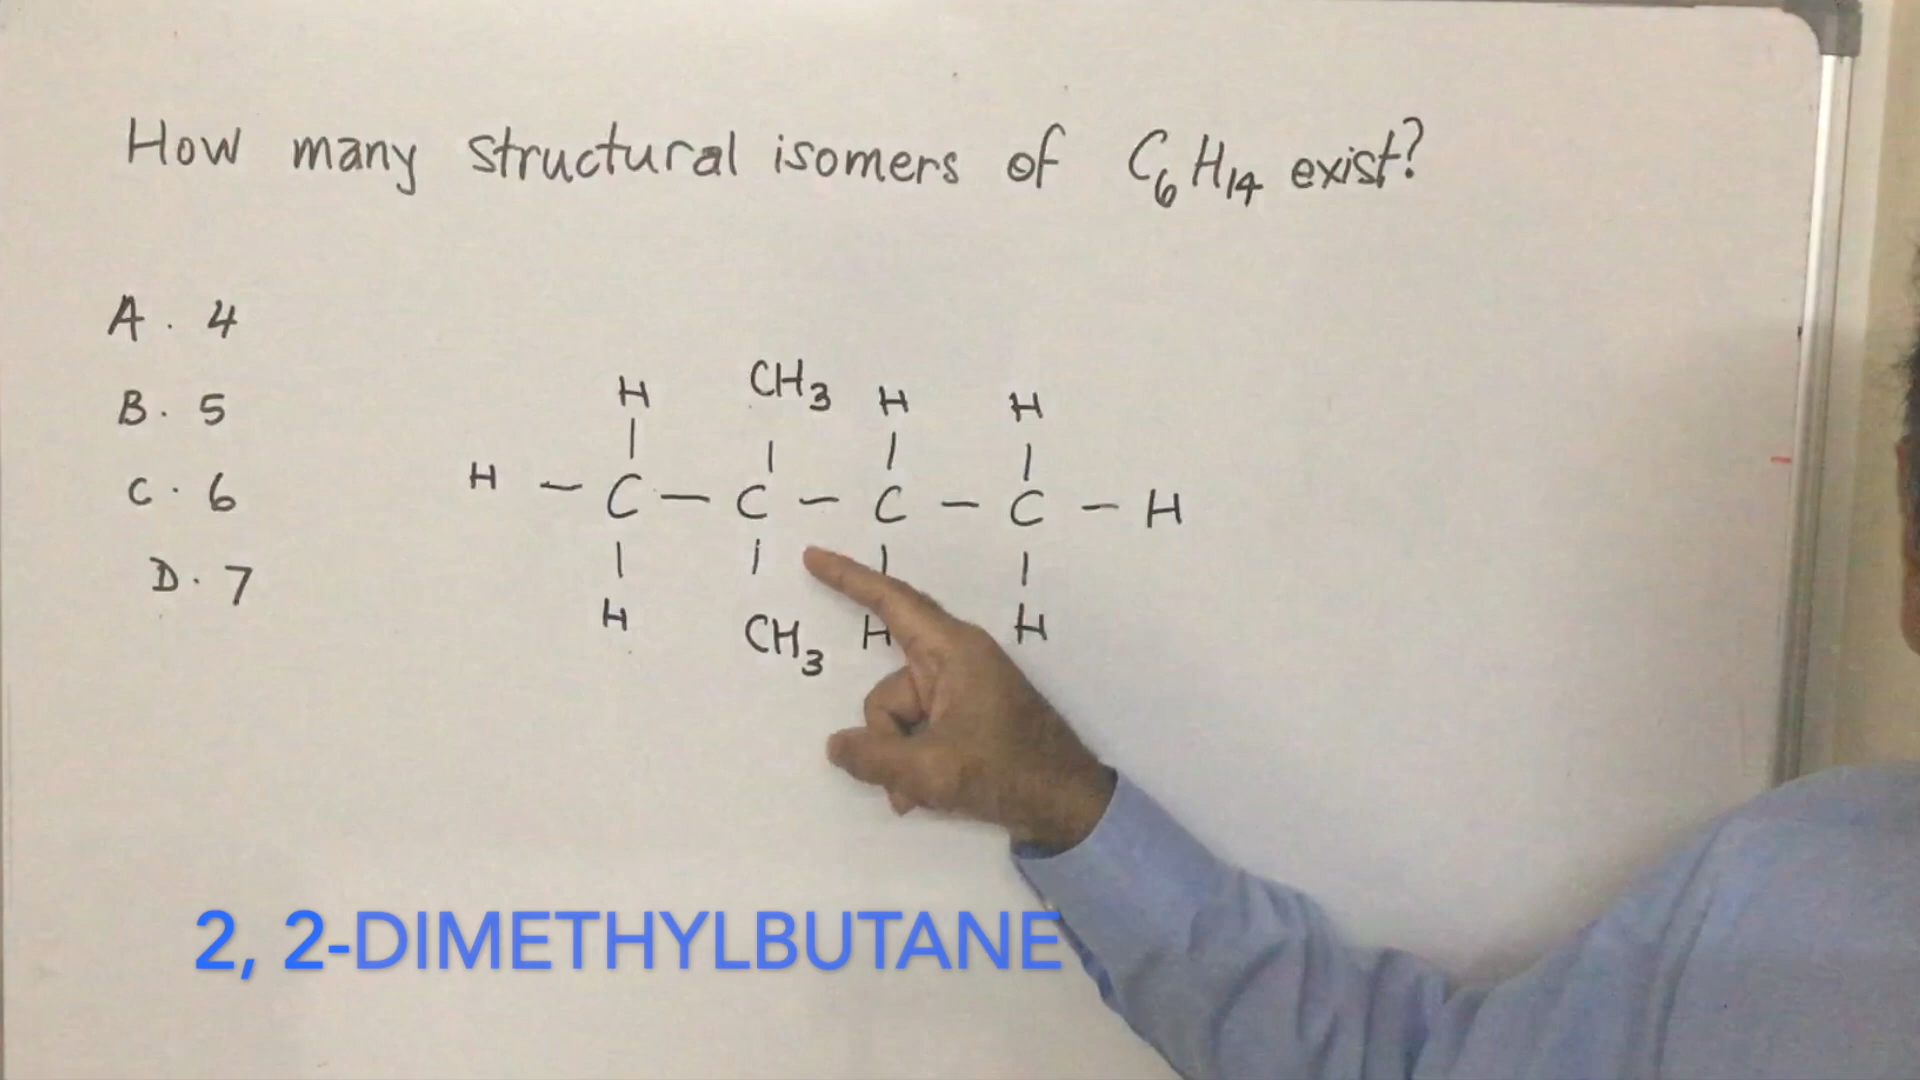 How many structural isomers of C₆H₁₄ exist?
A. 4
B. 5
C. 6
D. 7
H CH₃ H H
H - C - C - C - C - H
H CH₃ H H
2, 2-DIMETHYLBUTANE